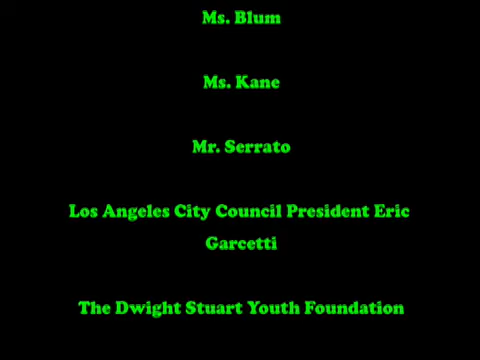 Ms. Blum
Ms. Kane
Mr. Serrato
Los Angeles City Council President Eric
Garcetti
The Dwight Stuart Youth Foundation